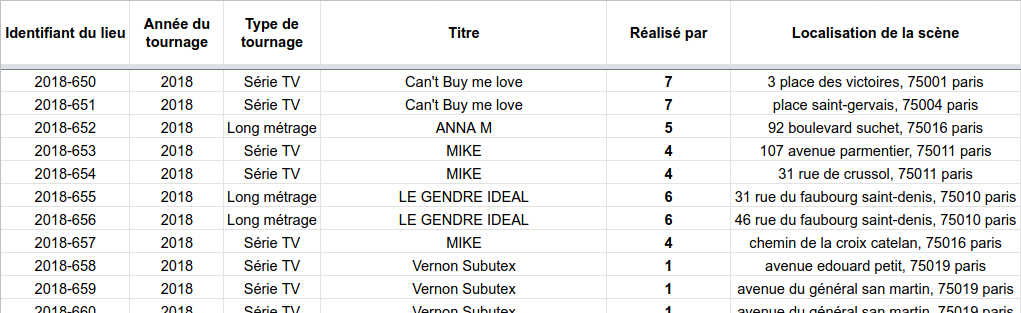 Identifiant du lieu Année du tournage Type de tournage Titre Réalisé par Localisation de la scène
2018-650 2018 Série TV Can't Buy me love 7 3 place des victoires, 75001 paris
2018-651 2018 Série TV Can't Buy me love 7 place saint-gervais, 75004 paris
2018-652 2018 Long métrage ANNA M 5 92 boulevard suchet, 75016 paris
2018-653 2018 Série TV MIKE 4 107 avenue parmentier, 75011 paris
2018-654 2018 Série TV MIKE 4 31 rue de crussol, 75011 paris
2018-655 2018 Long métrage LE GENDRE IDEAL 6 31 rue du faubourg saint-denis, 75010 paris
2018-656 2018 Long métrage LE GENDRE IDEAL 6 46 rue du faubourg saint-denis, 75010 paris
2018-657 2018 Série TV MIKE 4 chemin de la croix catelan, 75016 paris
2018-658 2018 Série TV Vernon Subutex 1 avenue edouard petit, 75019 paris
2018-659 2018 Série TV Vernon Subutex 1 avenue du général san martin, 75019 paris
2018-660 2018 Série TV Vernon Subutex 1 avenue du général san martin, 75019 paris